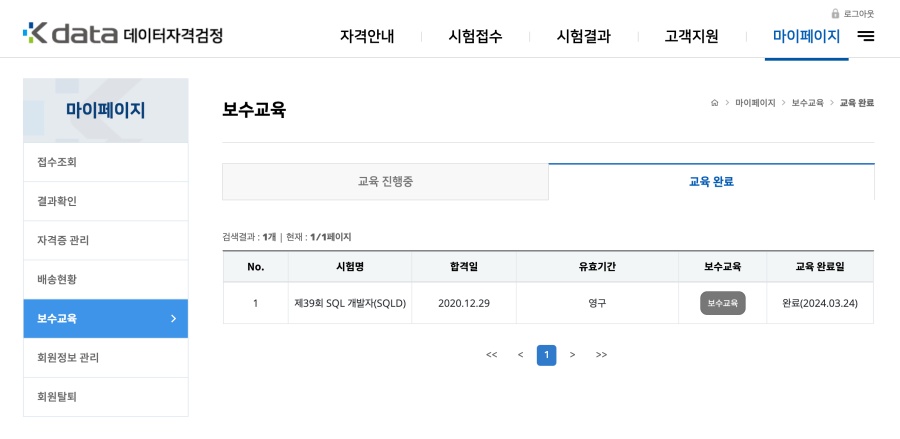 로그아웃
Kdata 데이터자격검정
자격안내 시험접수 시험결과 고객지원 마이페이지
마이페이지
접수조회
결과확인
자격증 관리
배송현황
보수교육
회원정보 관리
회원탈퇴
보수교육
마이페이지 > 보수교육 > 교육 완료
교육 진행중 교육 완료
검색결과 : 1개 | 현재 : 1/1페이지
No. 시험명 합격일 유효기간 보수교육 교육 완료일
1 제39회 SQL 개발자(SQLD) 2020.12.29 영구 보수교육 완료(2024.03.24)
<< < 1 > >>